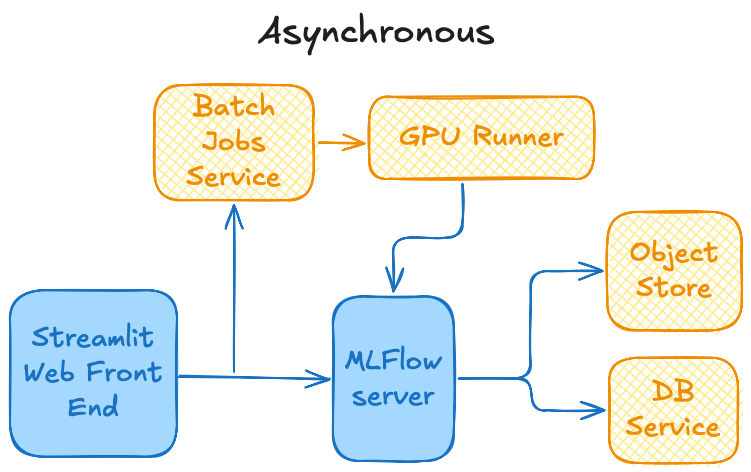 Asynchronous
Batch
Jobs
Service
GPU Runner
Object
Store
Streamlit
Web Front
End
MLFlow
server
DB
Service